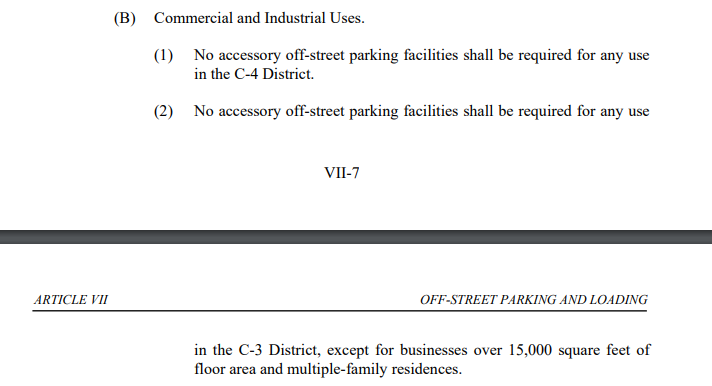 (B) Commercial and Industrial Uses.
(1) No accessory off-street parking facilities shall be required for any use
in the C-4 District.
(2) No accessory off-street parking facilities shall be required for any use
VII-7
ARTICLE VII OFF-STREET PARKING AND LOADING
in the C-3 District, except for businesses over 15,000 square feet of
floor area and multiple-family residences.